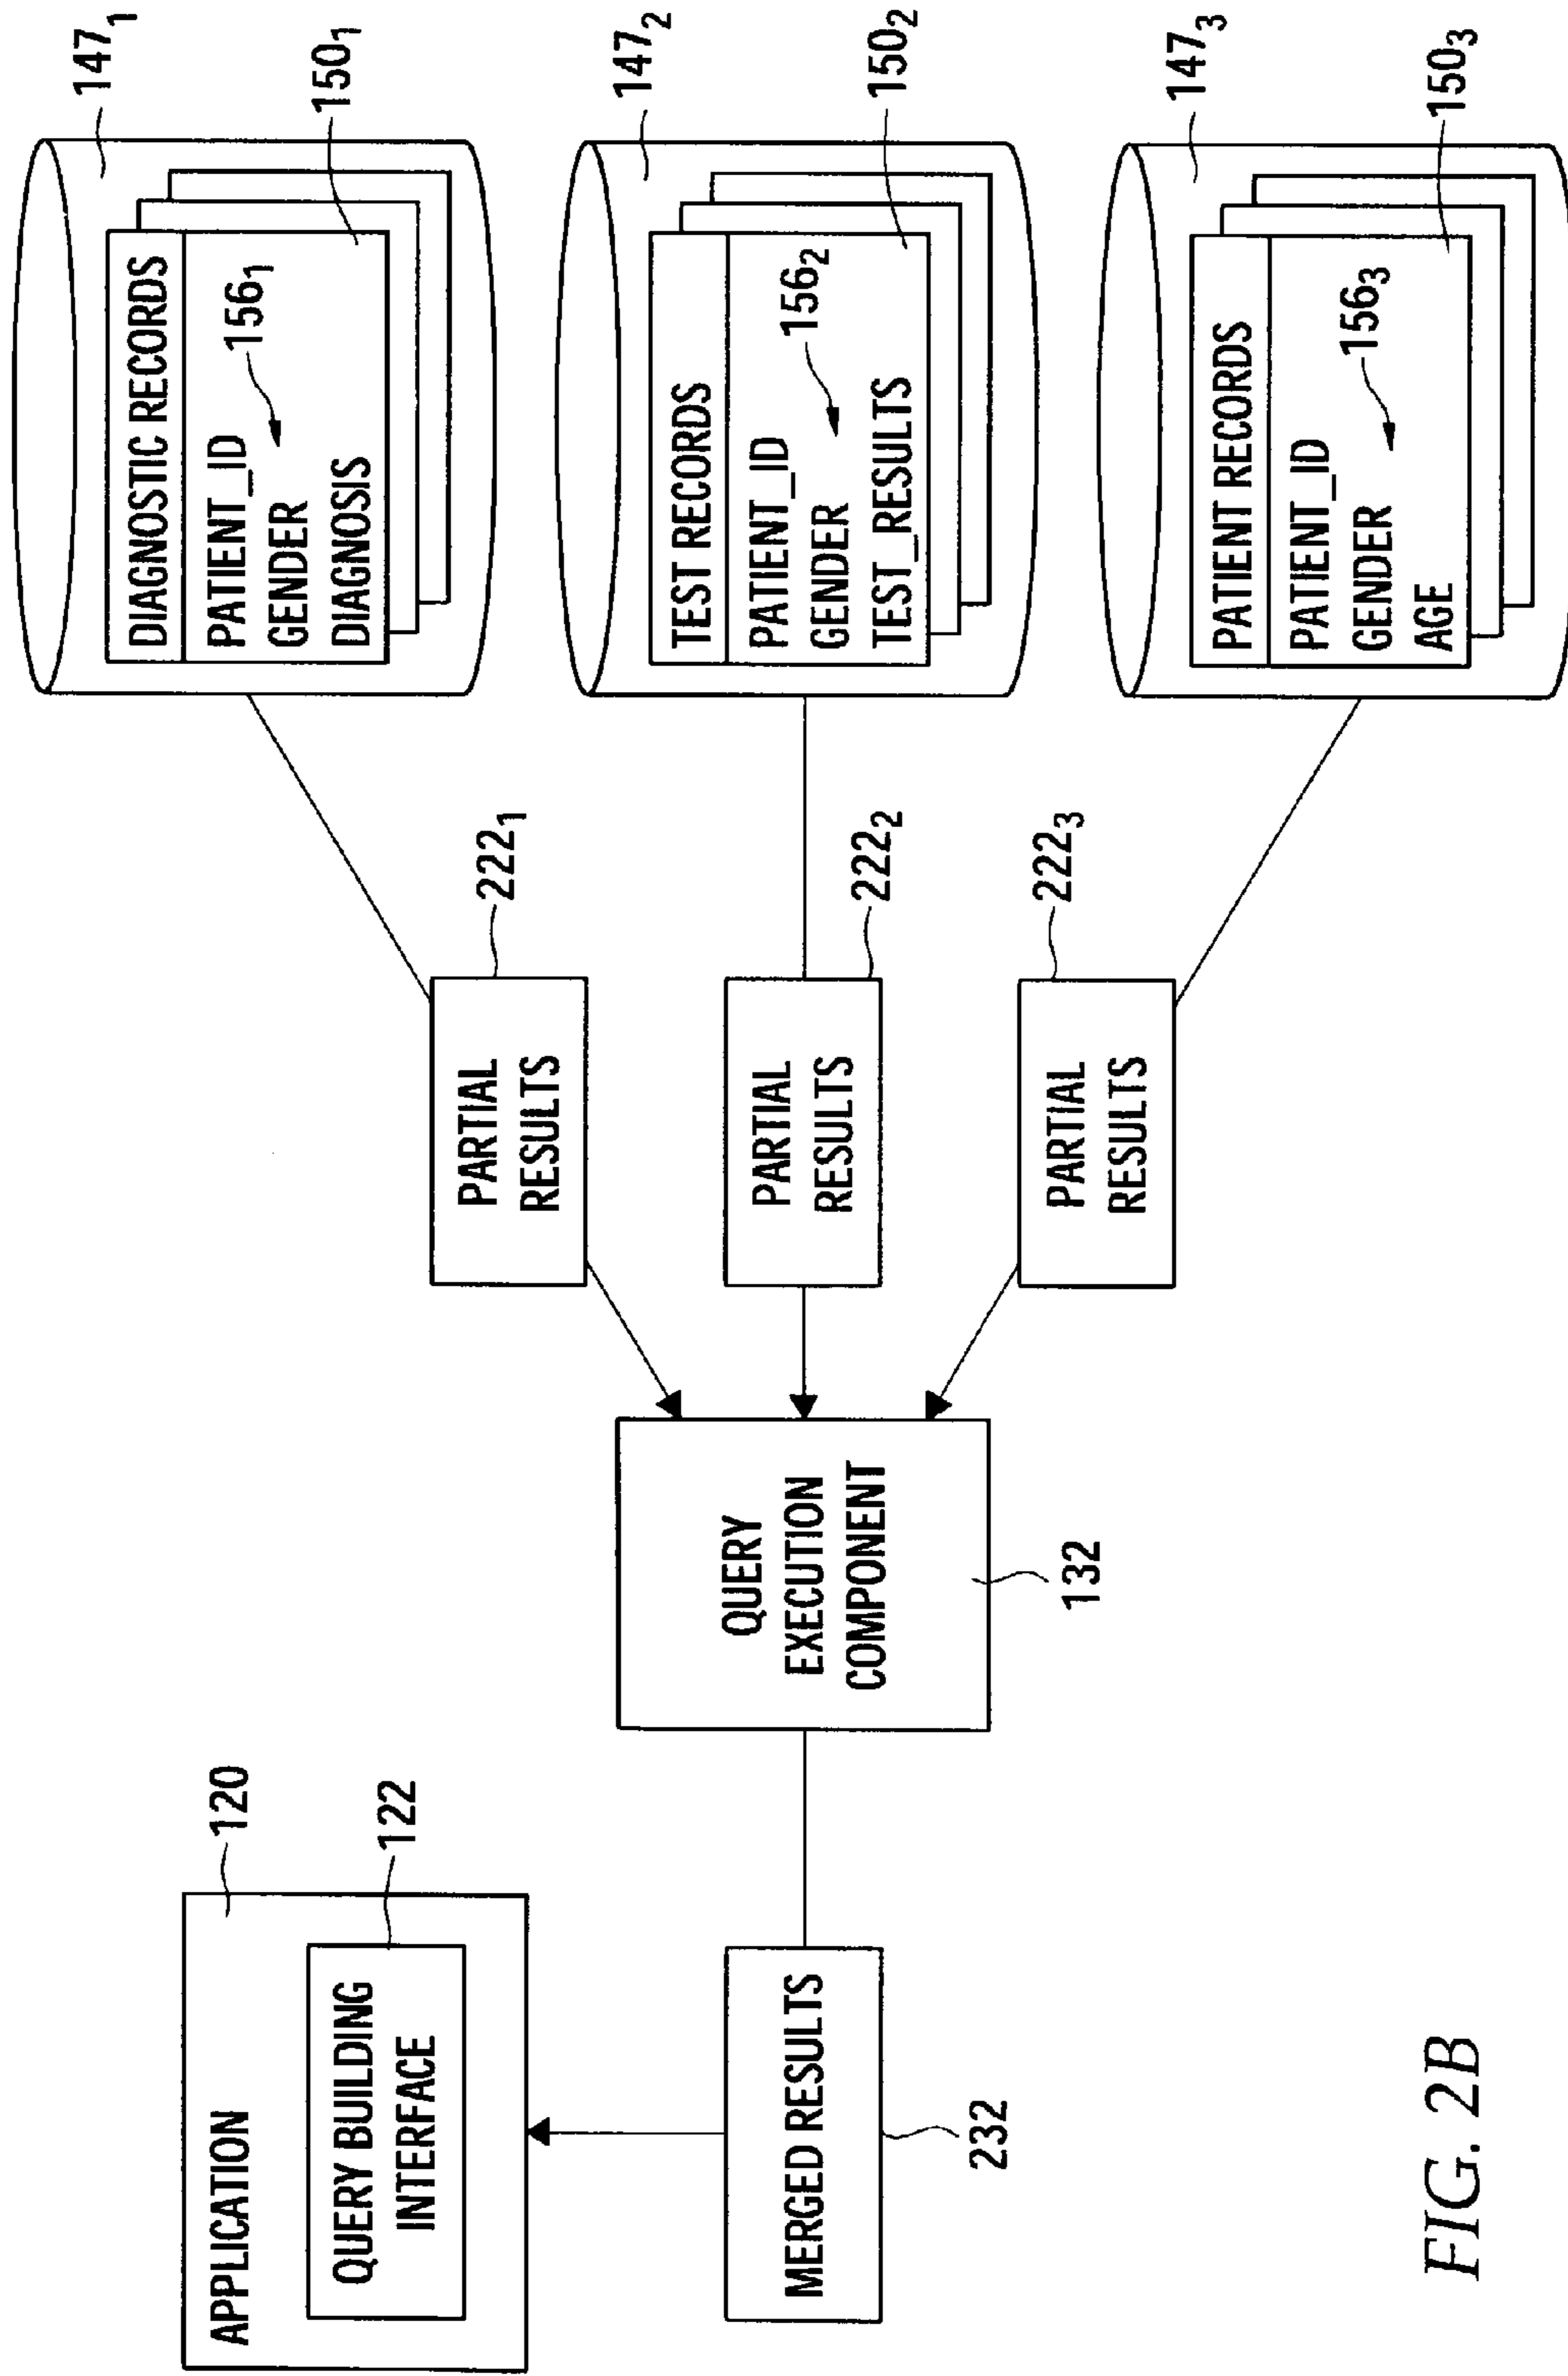 APPLICATION
120
QUERY BUILDING
INTERFACE
122
MERGED RESULTS
232
QUERY
EXECUTION
COMPONENT
132
PARTIAL
RESULTS
222₁
PARTIAL
RESULTS
222₂
PARTIAL
RESULTS
222₃
147₁
DIAGNOSTIC RECORDS
PATIENT_ID
GENDER
DIAGNOSIS
156₁
150₁
147₂
TEST RECORDS
PATIENT_ID
GENDER
TEST_RESULTS
156₂
150₂
147₃
PATIENT RECORDS
PATIENT_ID
GENDER
AGE
156₃
150₃
FIG. 2B